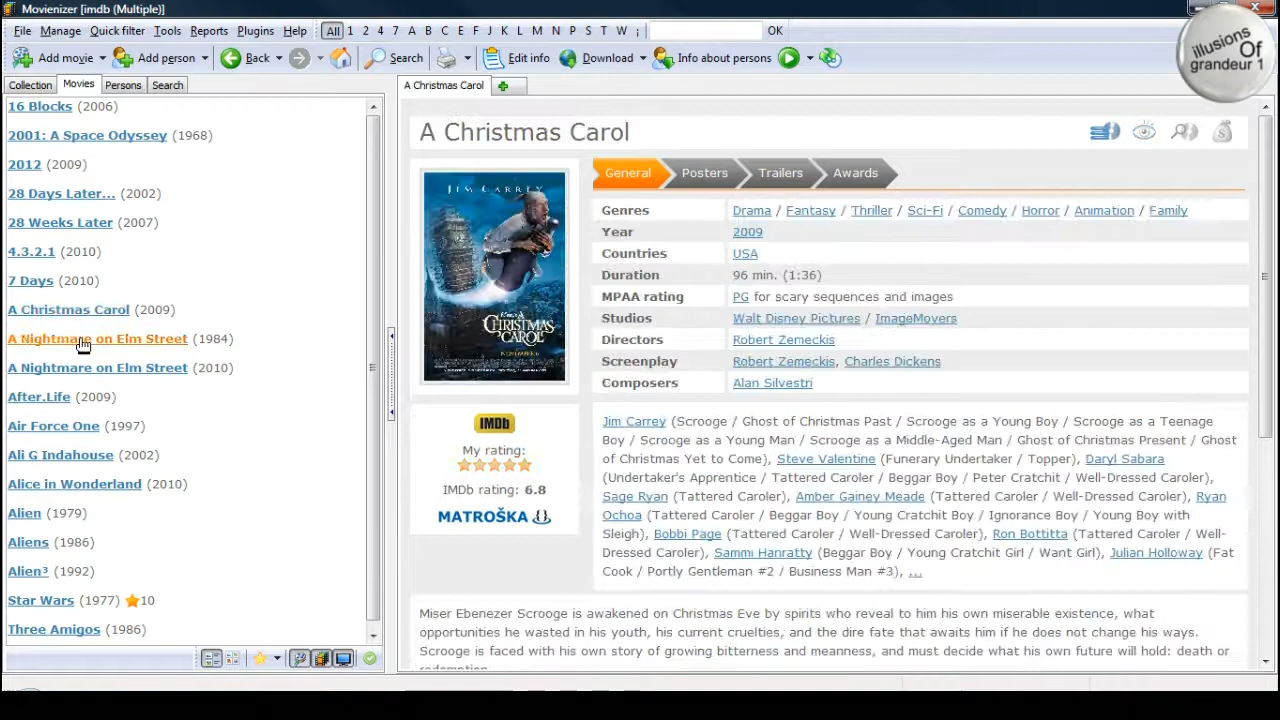 Movienizer [imdb (Multiple)]
illusions Of grandeur 1
File Manage Quick filter Tools Reports Plugins Help All 1 2 4 7 A B C E F J K L M N P S T W ¡ OK
Add movie Add person Back Search Edit info Download Info about persons
Collection Movies Persons Search
A Christmas Carol
16 Blocks (2006)
2001: A Space Odyssey (1968)
2012 (2009)
28 Days Later... (2002)
28 Weeks Later (2007)
4.3.2.1 (2010)
7 Days (2010)
A Christmas Carol (2009)
A Nightmare on Elm Street (1984)
A Nightmare on Elm Street (2010)
After.Life (2009)
Air Force One (1997)
Ali G Indahouse (2002)
Alice in Wonderland (2010)
Alien (1979)
Aliens (1986)
Alien³ (1992)
Star Wars (1977) 10
Three Amigos (1986)
A Christmas Carol
JIM CARREY
CHRISTMAS
CAROL
General Posters Trailers Awards
Genres Drama / Fantasy / Thriller / Sci-Fi / Comedy / Horror / Animation / Family
Year 2009
Countries USA
Duration 96 min. (1:36)
MPAA rating PG for scary sequences and images
Studios Walt Disney Pictures / ImageMovers
Directors Robert Zemeckis
Screenplay Robert Zemeckis, Charles Dickens
Composers Alan Silvestri
IMDb
My rating:
IMDb rating: 6.8
MATROŠKA
Jim Carrey (Scrooge / Ghost of Christmas Past / Scrooge as a Young Boy / Scrooge as a Teenage
Boy / Scrooge as a Young Man / Scrooge as a Middle-Aged Man / Ghost of Christmas Present / Ghost
of Christmas Yet to Come), Steve Valentine (Funerary Undertaker / Topper), Daryl Sabara
(Undertaker's Apprentice / Tattered Caroler / Beggar Boy / Peter Cratchit / Well-Dressed Caroler),
Sage Ryan (Tattered Caroler), Amber Gainey Meade (Tattered Caroler / Well-Dressed Caroler), Ryan
Ochoa (Tattered Caroler / Beggar Boy / Young Cratchit Boy / Ignorance Boy / Young Boy with
Sleigh), Bobbi Page (Tattered Caroler / Well-Dressed Caroler), Ron Bottitta (Tattered Caroler / Well-
Dressed Caroler), Sammi Hanratty (Beggar Boy / Young Cratchit Girl / Want Girl), Julian Holloway (Fat
Cook / Portly Gentleman #2 / Business Man #3), ...
Miser Ebenezer Scrooge is awakened on Christmas Eve by spirits who reveal to him his own miserable existence, what
opportunities he wasted in his youth, his current cruelties, and the dire fate that awaits him if he does not change his ways.
Scrooge is faced with his own story of growing bitterness and meanness, and must decide what his own future will hold: death or
redemption.